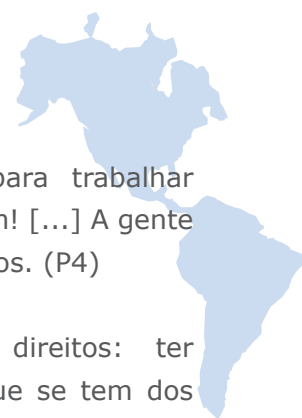 para trabalhar
n! [...] A gente
os. (P4)
direitos: ter
ue se tem dos